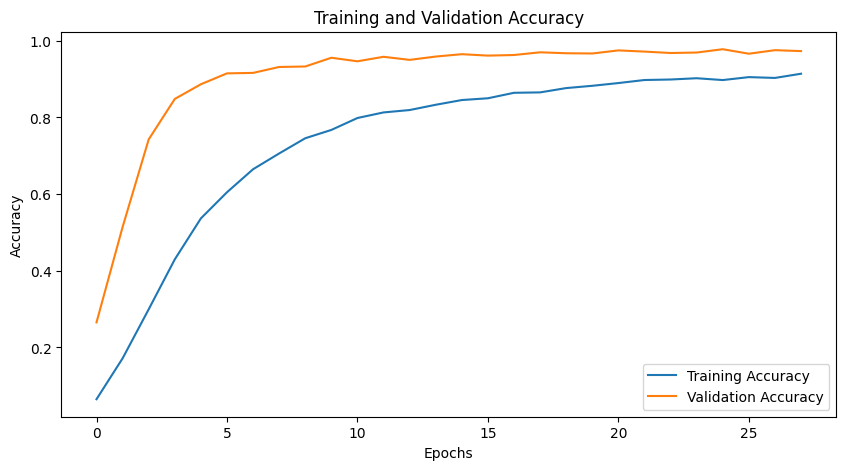 Training and Validation Accuracy
1.0
0.8
0.6
0.4
0.2
Accuracy
0 5 10 15 20 25
Epochs
Training Accuracy
Validation Accuracy